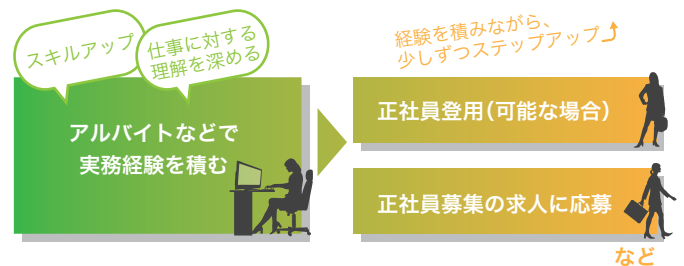 スキルアップ
仕事に対する
理解を深める
アルバイトなどで
実務経験を積む
経験を積みながら、
少しずつステップアップ
正社員登用（可能な場合）
正社員募集の求人に応募
など